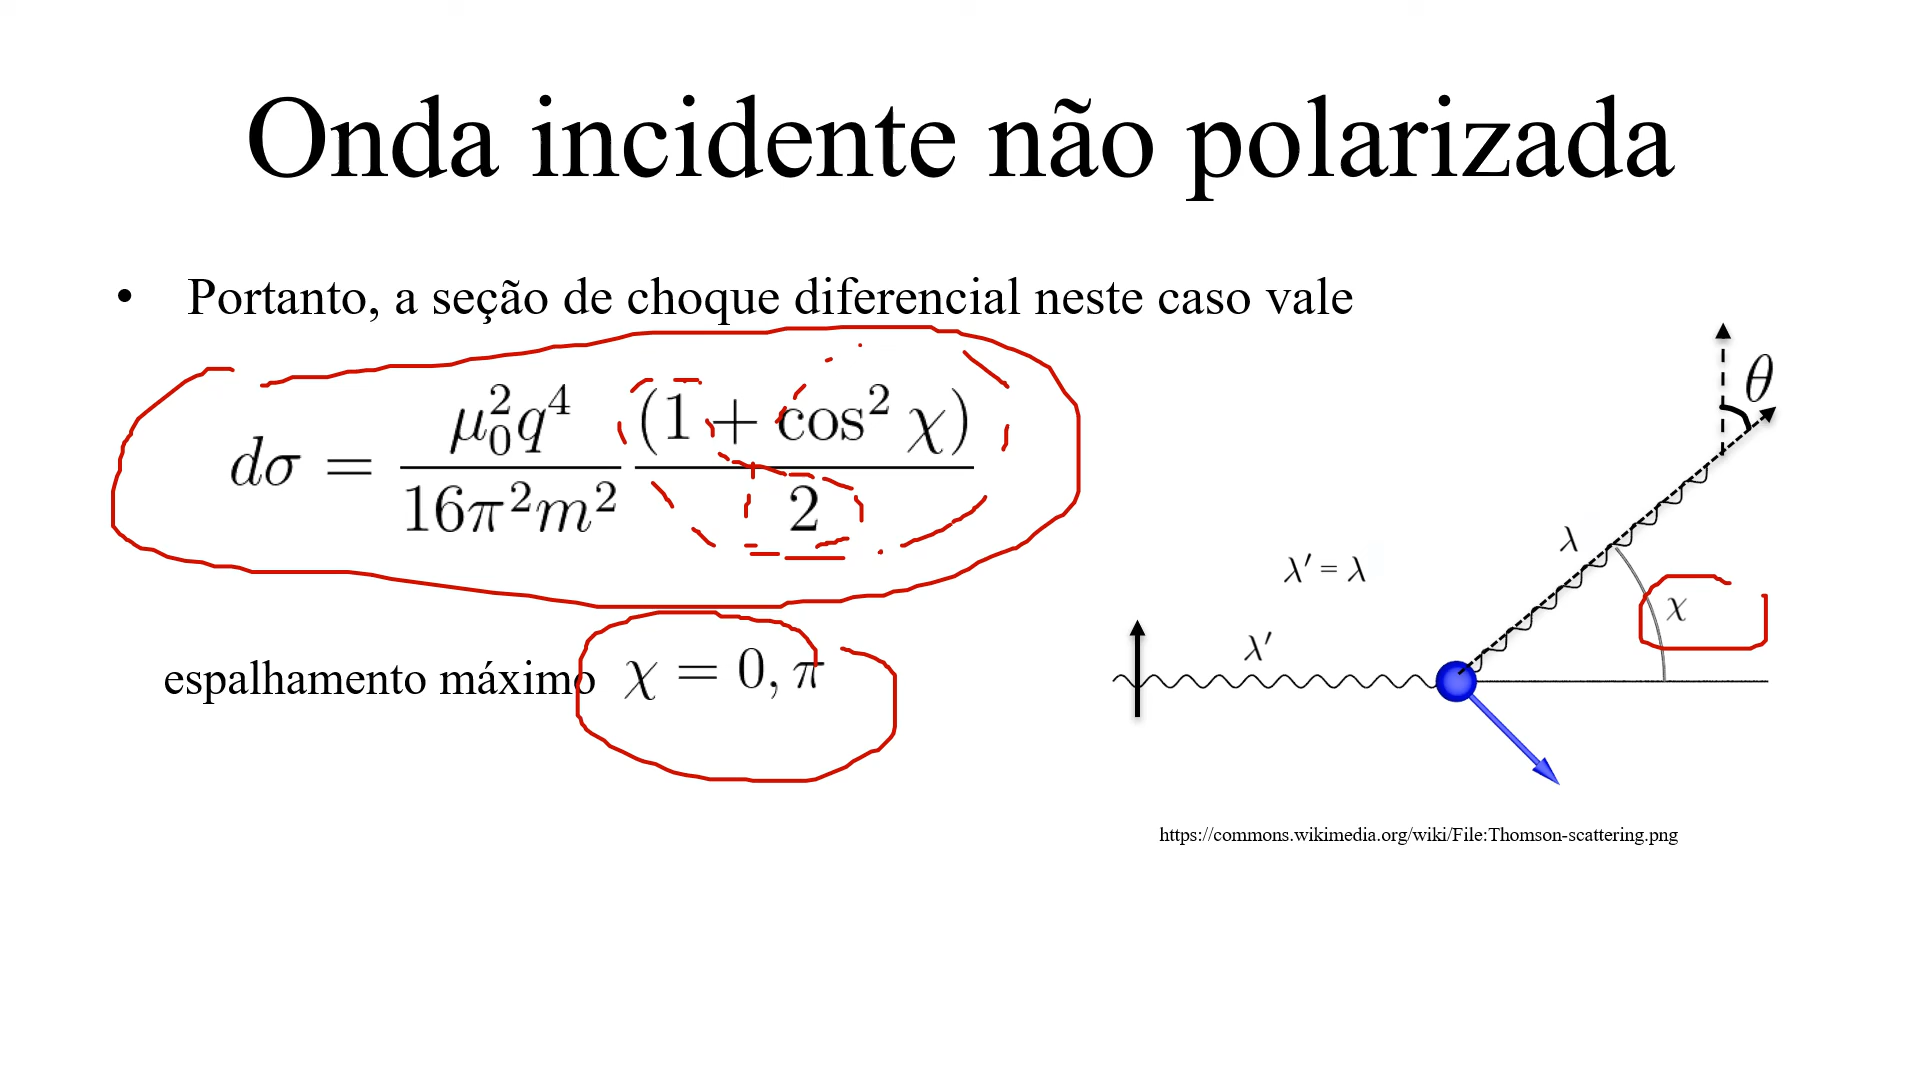 Onda incidente não polarizada
• Portanto, a seção de choque diferencial neste caso vale
dσ = μ₀²q⁴ / 16π²m² (1 + cos² χ) / 2
θ
λ
λ′ = λ
χ
λ′
espalhamento máximo χ = 0, π
https://commons.wikimedia.org/wiki/File:Thomson-scattering.png